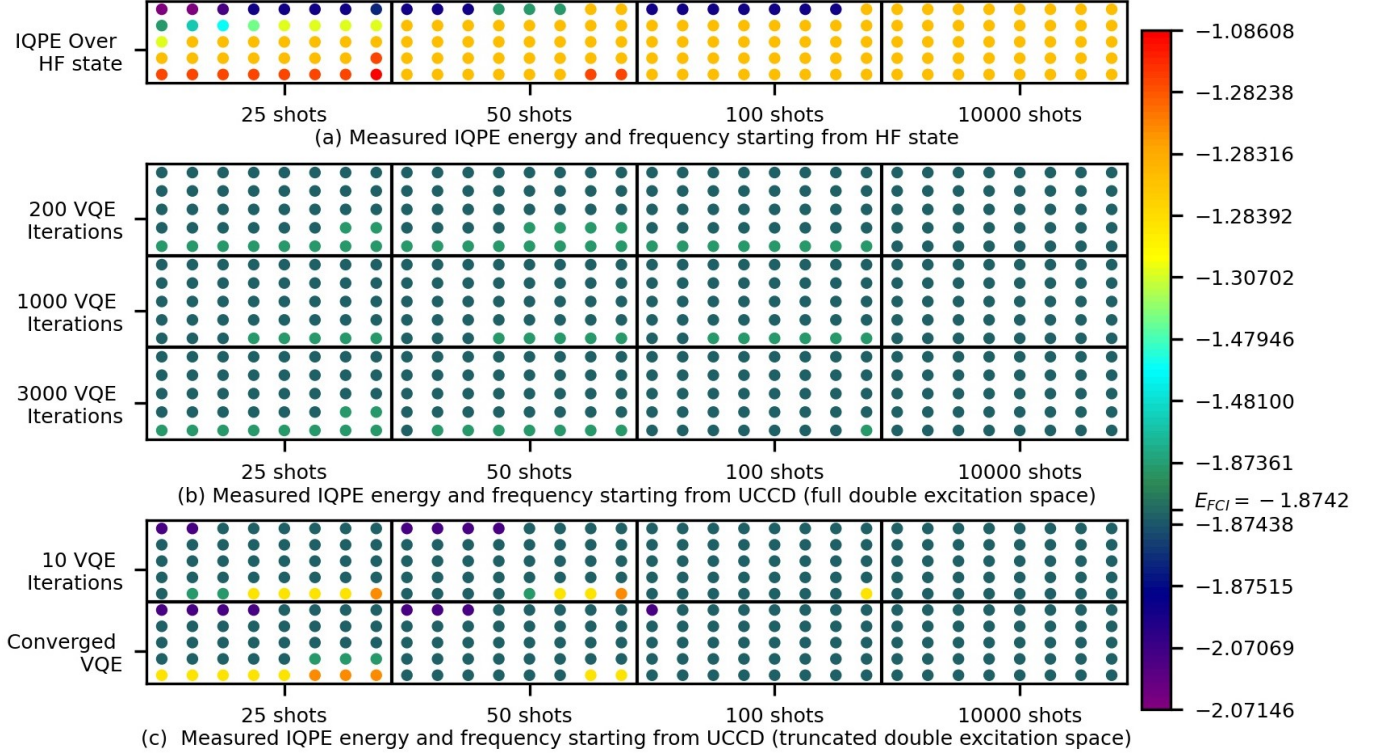 IQPE Over
HF state
25 shots
50 shots
100 shots
10000 shots
(a) Measured IQPE energy and frequency starting from HF state
200 VQE
Iterations
1000 VQE
Iterations
3000 VQE
Iterations
25 shots
50 shots
100 shots
10000 shots
(b) Measured IQPE energy and frequency starting from UCCD (full double excitation space)
10 VQE
Iterations
Converged
VQE
25 shots
50 shots
100 shots
10000 shots
(c) Measured IQPE energy and frequency starting from UCCD (truncated double excitation space)
−1.08608
−1.28238
−1.28316
−1.28392
−1.30702
−1.47946
−1.48100
−1.87361
E_{FCI} = −1.8742
−1.87438
−1.87515
−2.07069
−2.07146